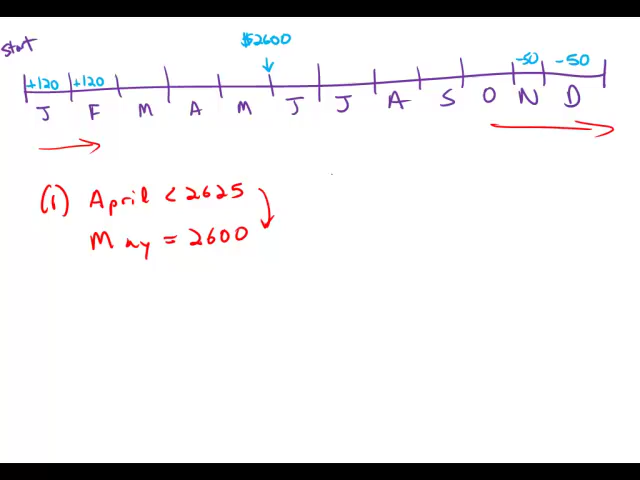 $2600
start
+120 +120 -50 -50
J F M A M J J A S O N D
(1) April < 2625
May = 2600